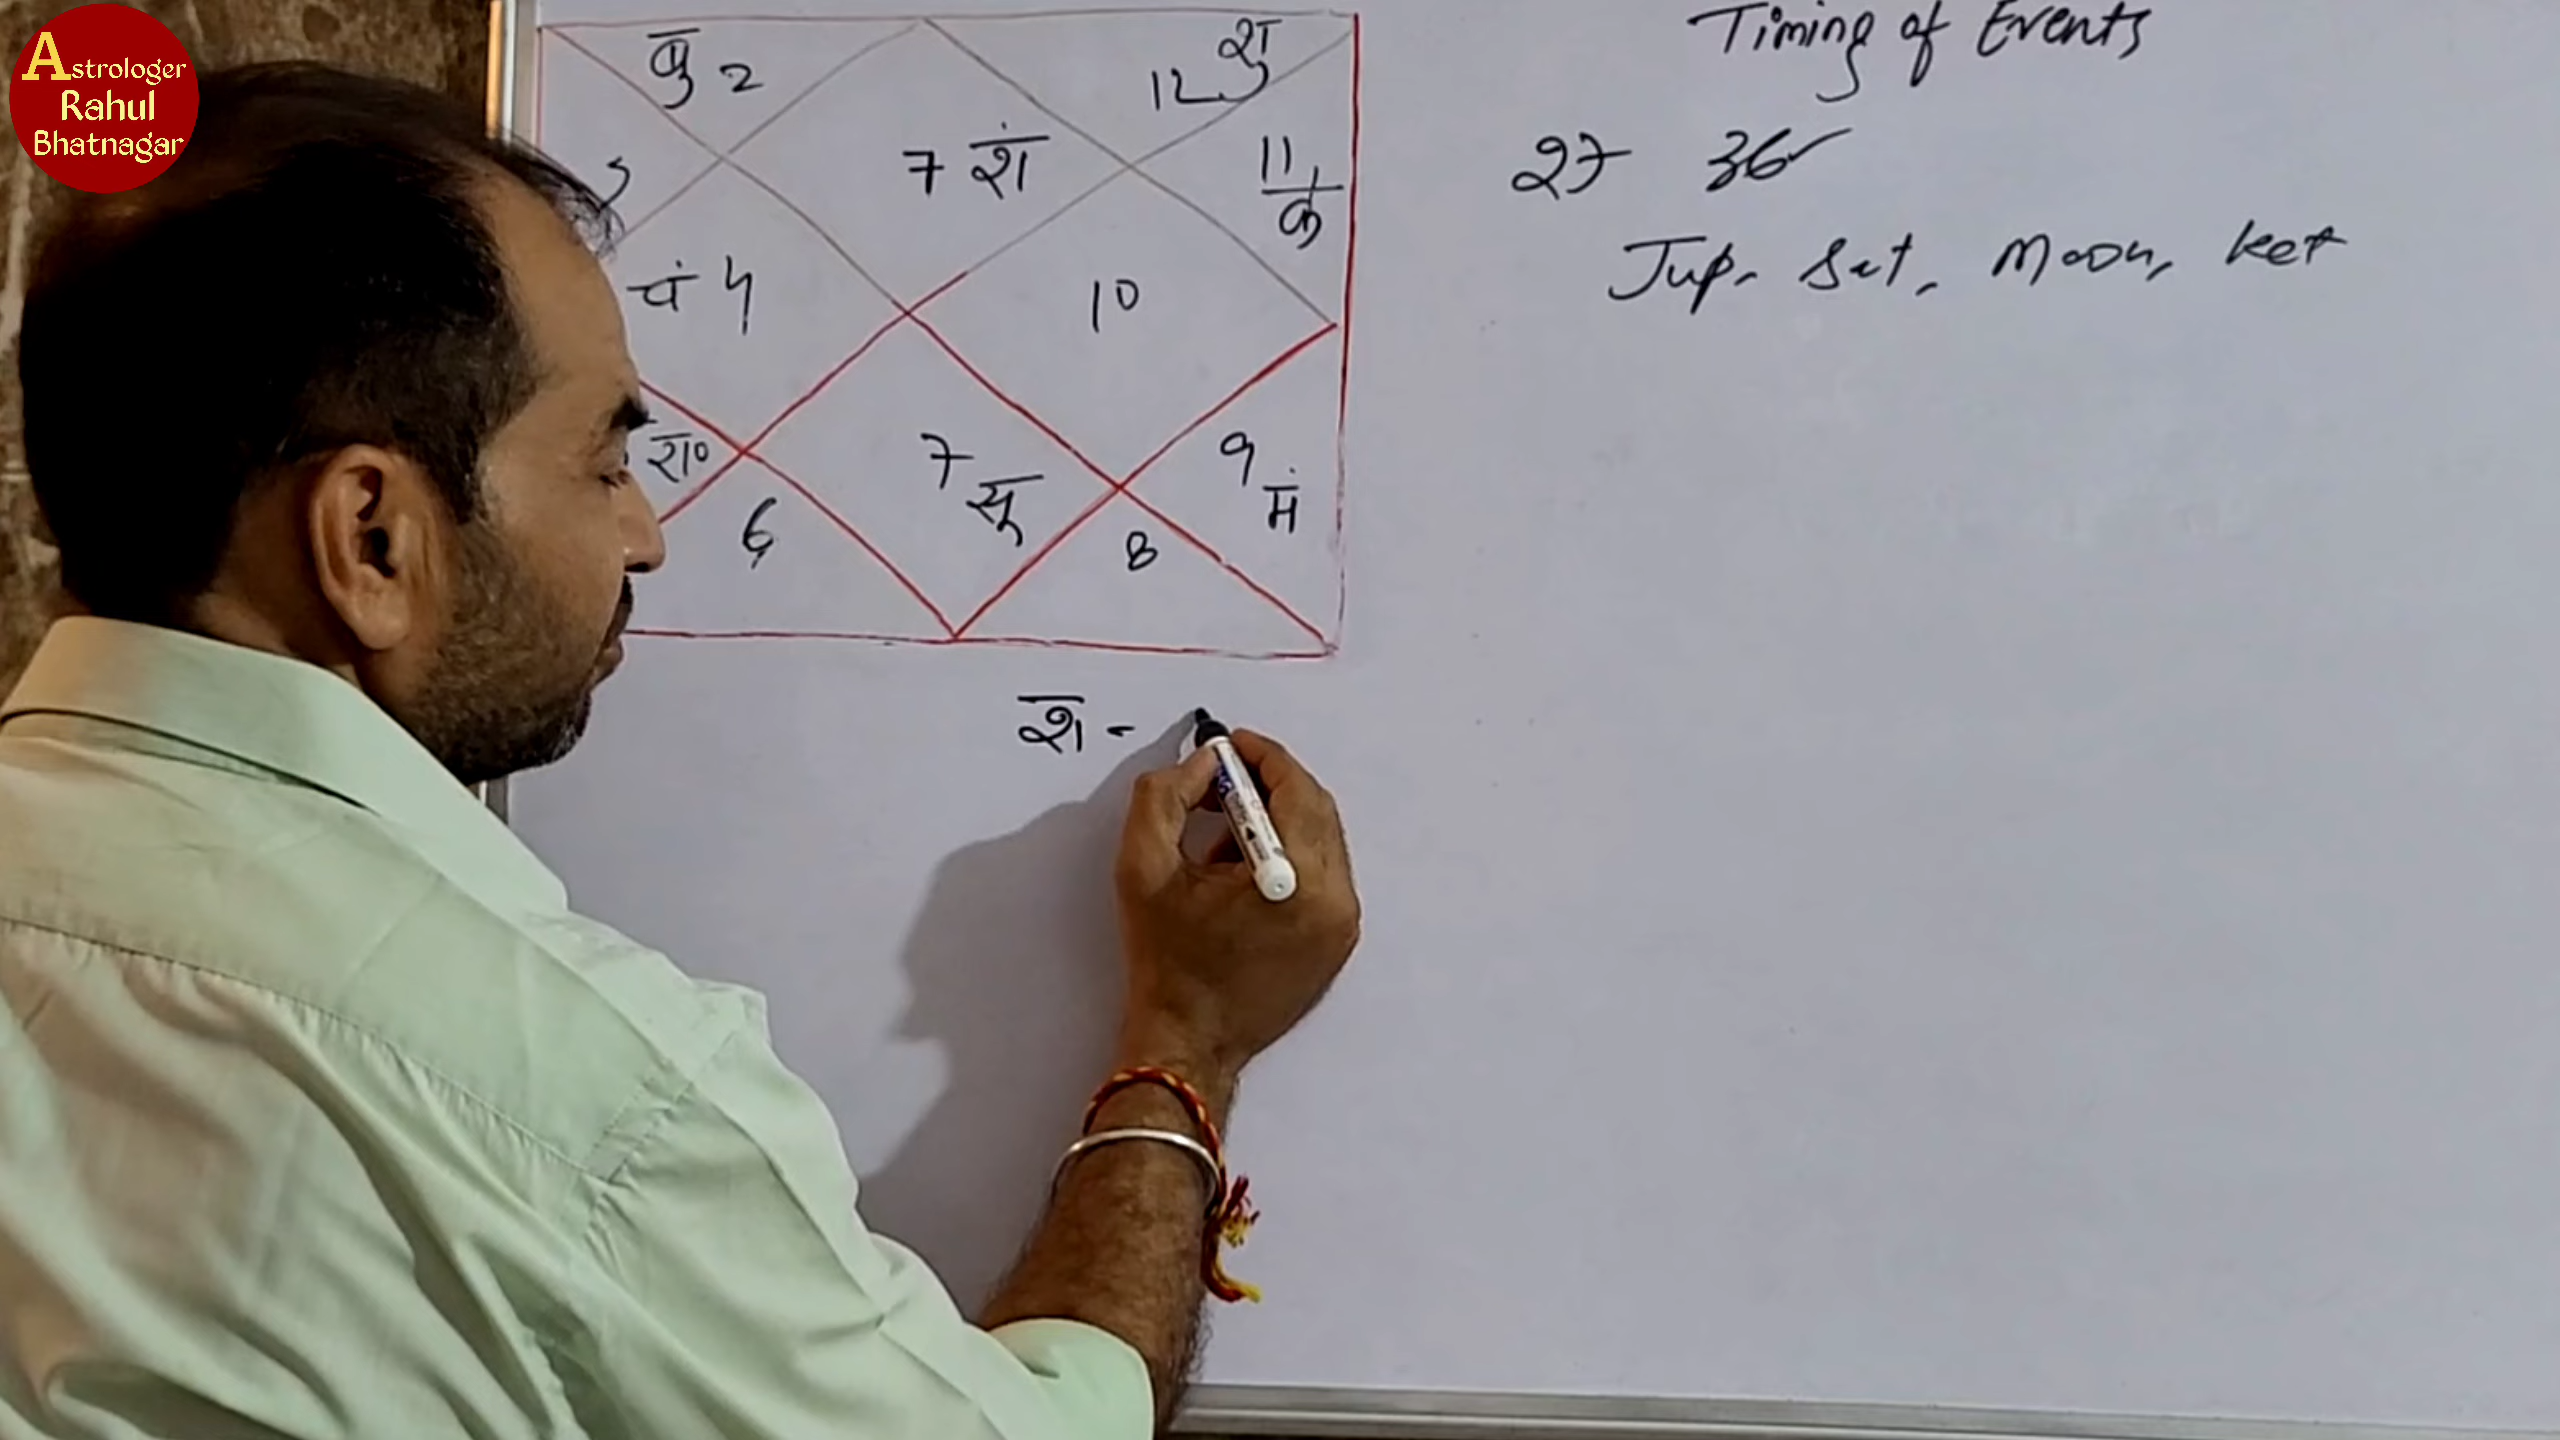 Astrologer
Rahul
Bhatnagar
Timing of Events
बु 2
12 शु
7 शं
11
के
27 36✓
चं 4
10
Jup. Sat. Moon, Ket
रा०
7 सू
9 मं
6
8
श -